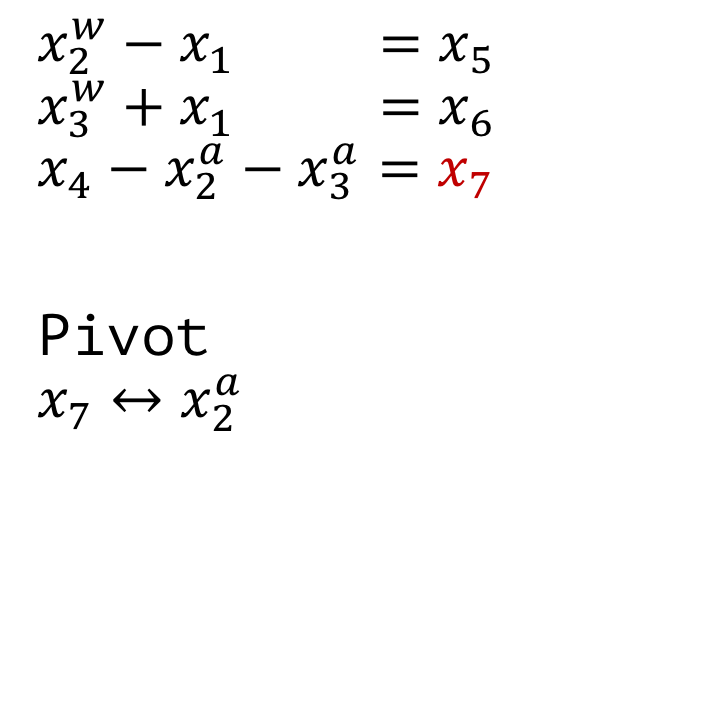 x₂ʷ − x₁ = x₅
x₃ʷ + x₁ = x₆
x₄ − x₂ᵃ − x₃ᵃ = x₇
Pivot
x₇ ↔ x₂ᵃ